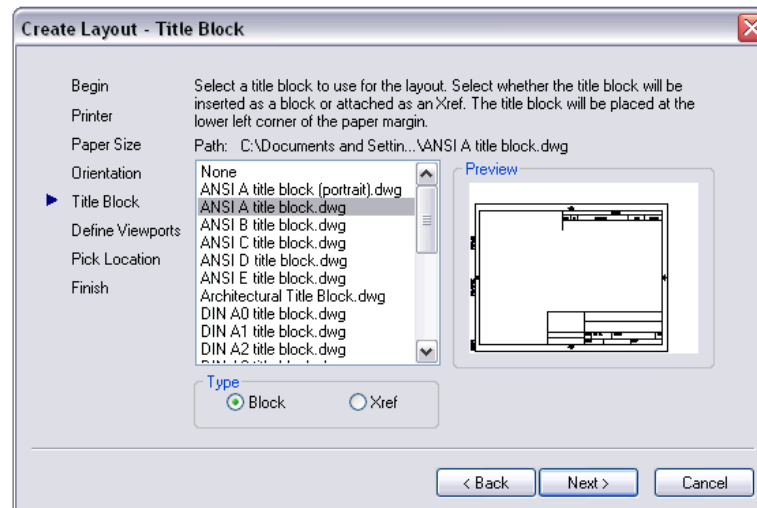 Create Layout - Title Block
Begin
Printer
Paper Size
Orientation
Title Block
Define Viewports
Pick Location
Finish
Select a title block to use for the layout. Select whether the title block will be
inserted as a block or attached as an Xref. The title block will be placed at the
lower left corner of the paper margin.
Path: C:\Documents and Settin...\ANSI A title block.dwg
None
ANSI A title block (portrait).dwg
ANSI A title block.dwg
ANSI B title block.dwg
ANSI C title block.dwg
ANSI D title block.dwg
ANSI E title block.dwg
Architectural Title Block.dwg
DIN A0 title block.dwg
DIN A1 title block.dwg
DIN A2 title block.dwg
Preview
Type
Block
Xref
< Back
Next >
Cancel